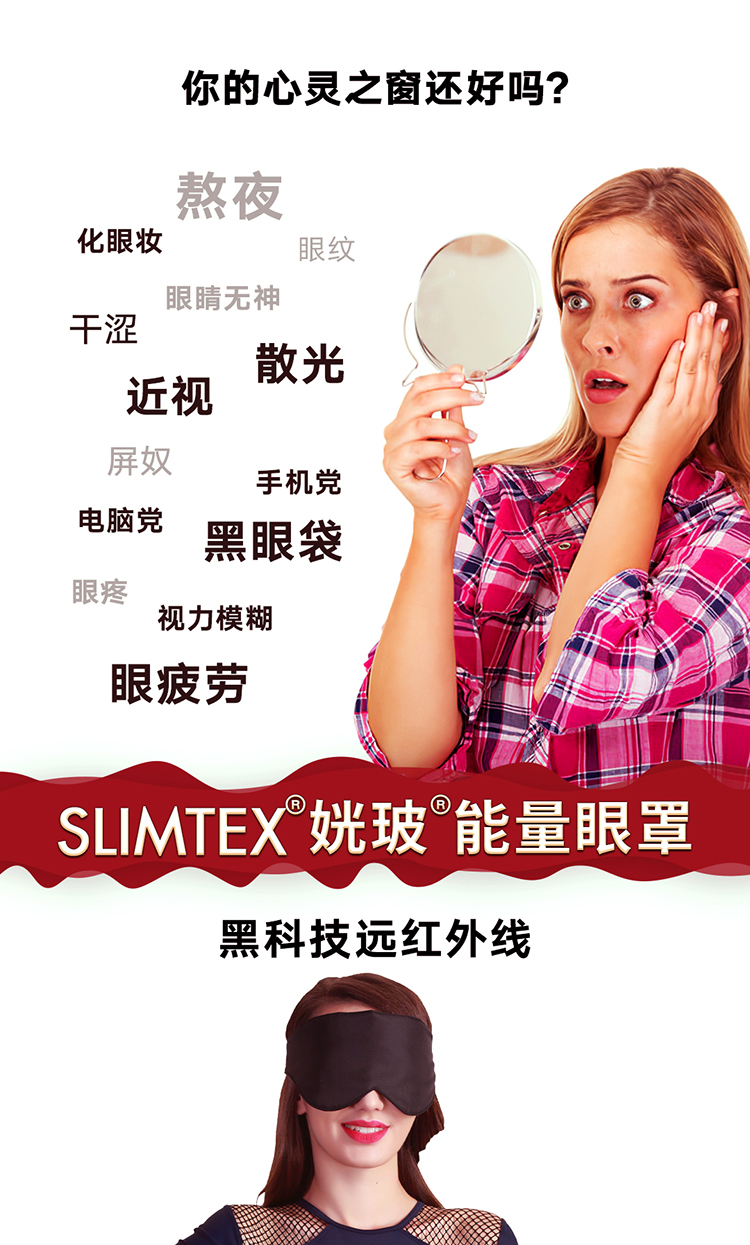 你的心灵之窗还好吗?
熬夜
化眼妆
眼纹
眼睛无神
干涩
散光
近视
屏奴
手机党
电脑党
黑眼袋
眼疼
视力模糊
眼疲劳
SLIMTEX®姯玻®能量眼罩
黑科技远红外线